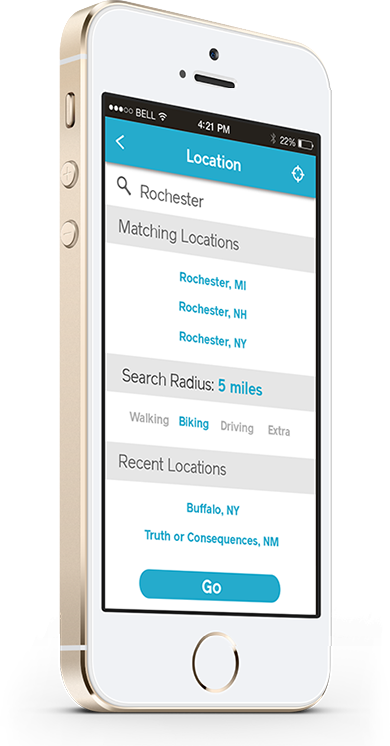 BELL 4:21 PM 22%
Location
Rochester
Matching Locations
Rochester, MI
Rochester, NH
Rochester, NY
Search Radius: 5 miles
Walking Biking Driving Extra
Recent Locations
Buffalo, NY
Truth or Consequences, NM
Go